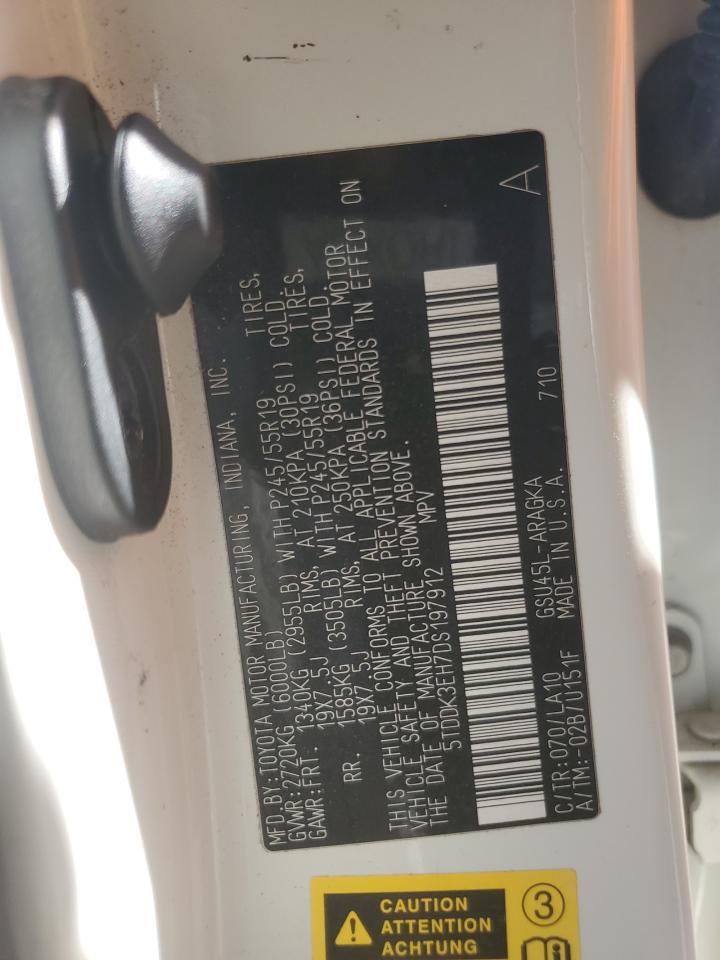 MFD.BY:TOYOTA MOTOR MANUFACTURING, INDIANA, INC.
GVWR:2720KG (6000LB)
GAWR:FRT. 1340KG (2955LB) WITH P245/55R19 TIRES,
19X7.5J RIMS, AT 210KPA (30PSI) COLD
RR. 1585KG (3505LB) WITH P245/55R19 TIRES,
19X7.5J RIMS, AT 250KPA (36PSI) COLD
THIS VEHICLE CONFORMS TO ALL APPLICABLE FEDERAL MOTOR
VEHICLE SAFETY AND THEFT PREVENTION STANDARDS IN EFFECT ON
THE DATE OF MANUFACTURE SHOWN ABOVE.
5TDDK3EH7DS197912 MPV
C/TR:070/LA10 GSU45L-ARAGKA 710
A/TM:-02B/U151F MADE IN U.S.A. A
CAUTION
ATTENTION
ACHTUNG
3